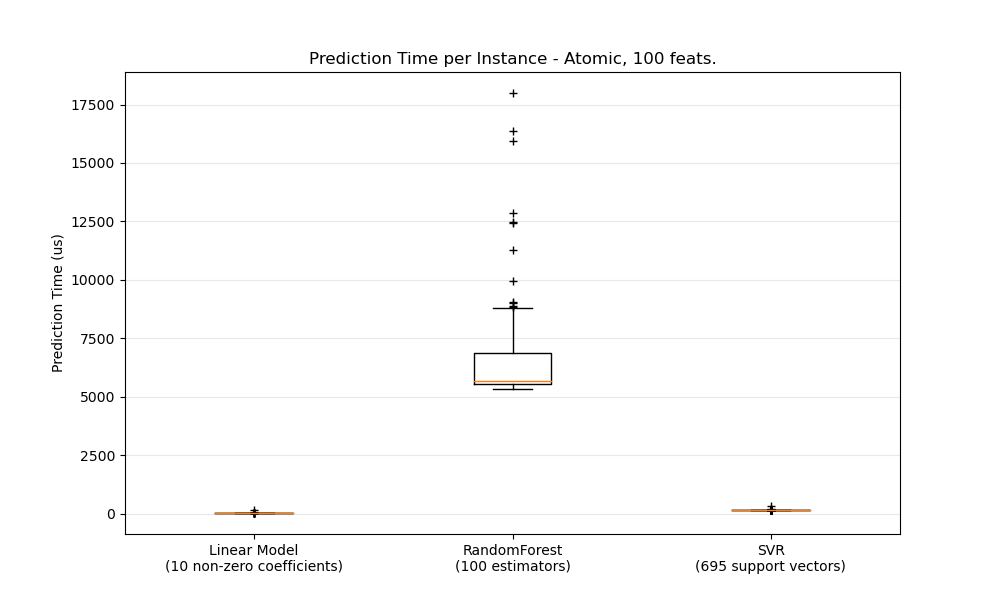 Prediction Time per Instance - Atomic, 100 feats.
Prediction Time (us)
17500
15000
12500
10000
7500
5000
2500
0
Linear Model
(10 non-zero coefficients)
RandomForest
(100 estimators)
SVR
(695 support vectors)